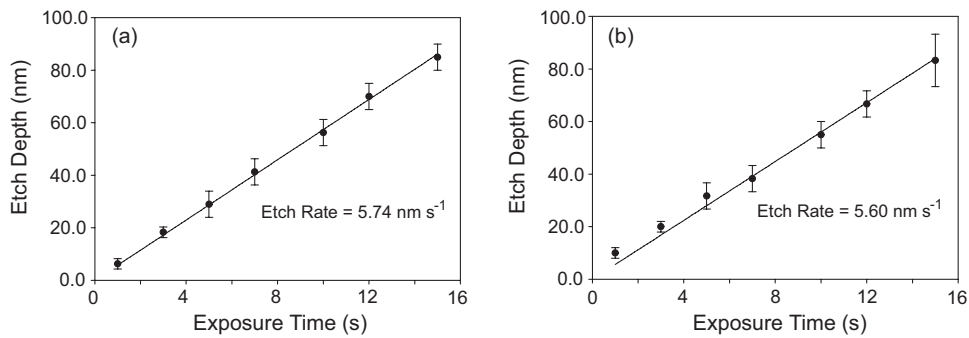 (a)
100.0
80.0
60.0
40.0
20.0
0.0
Etch Depth (nm)
Etch Rate = 5.74 nm s⁻¹
0 4 8 12 16
Exposure Time (s)
(b)
100.0
80.0
60.0
40.0
20.0
0.0
Etch Depth (nm)
Etch Rate = 5.60 nm s⁻¹
0 4 8 12 16
Exposure Time (s)